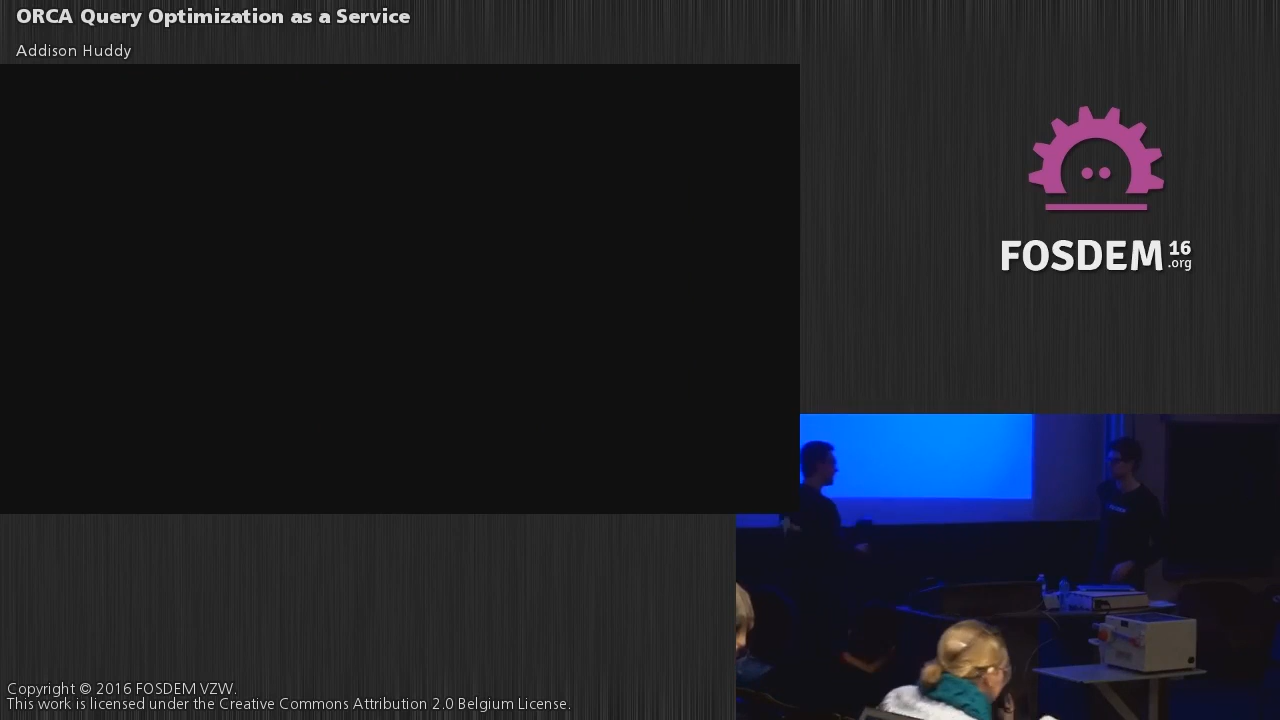 ORCA Query Optimization as a Service
Addison Huddy
FOSDEM 16
.org
Copyright © 2016 FOSDEM VZW.
This work is licensed under the Creative Commons Attribution 2.0 Belgium License.